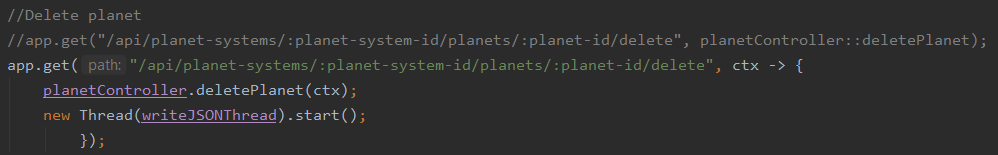 //Delete planet
//app.get("/api/planet-systems/:planet-system-id/planets/:planet-id/delete", planetController::deletePlanet);
app.get( path: "/api/planet-systems/:planet-system-id/planets/:planet-id/delete", ctx -> {
planetController.deletePlanet(ctx);
new Thread(writeJSONThread).start();
});